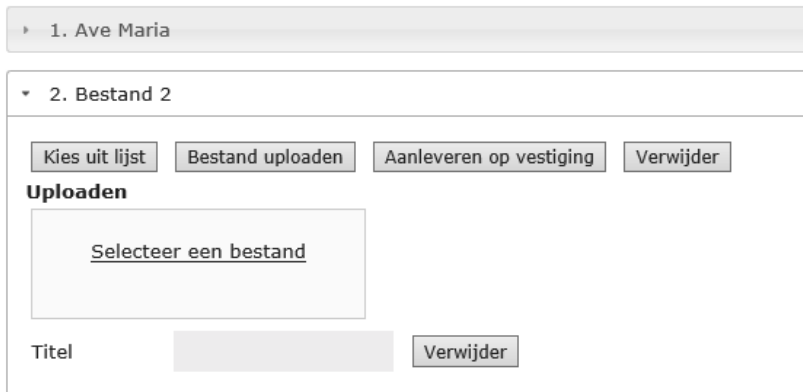 1. Ave Maria
2. Bestand 2
Kies uit lijst Bestand uploaden Aanleveren op vestiging Verwijder
Uploaden
Selecteer een bestand
Titel Verwijder